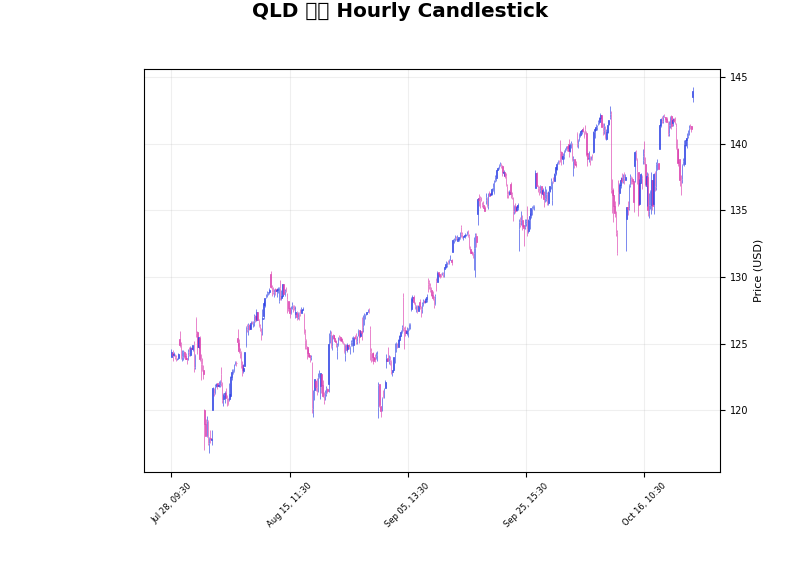 QLD Hourly Candlestick
145
140
135
130
125
120
Price (USD)
Jul 28, 09:30
Aug 15, 11:30
Sep 05, 13:30
Sep 25, 15:30
Oct 16, 10:30